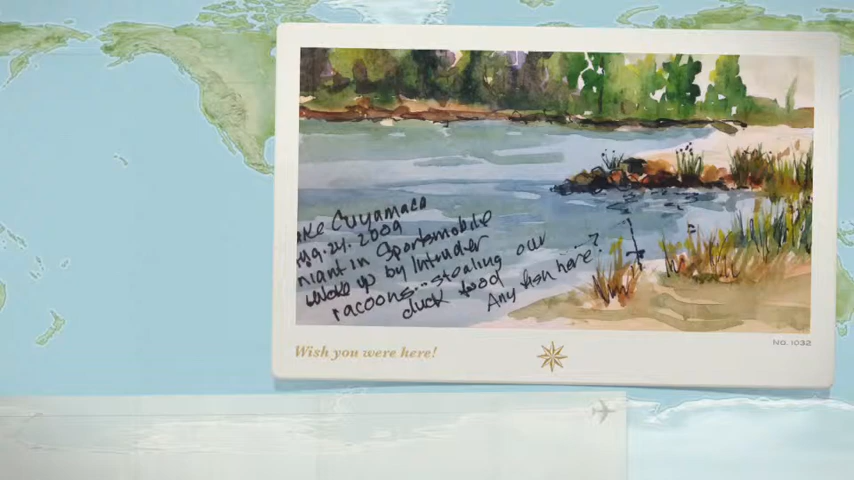 ake Cuyamaca
Aug. 24. 2009
night in Sportsmobile
woke up by Intruder
racoons... stealing our
duck food
Any fish here?
Wish you were here!
NO. 1032